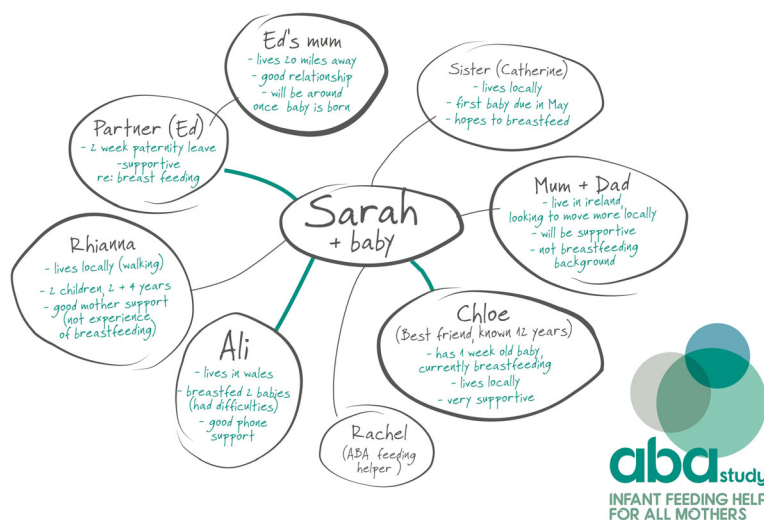 Ed's mum
- lives 20 miles away
- good relationship
- will be around
once baby is born
Sister (Catherine)
- lives locally
- first baby due in May
- hopes to breastfeed
Partner (Ed)
- 2 week paternity leave
-supportive
re: breast feeding
Sarah
+ baby
Mum + Dad
- live in ireland,
looking to move more locally
- will be supportive
- not breastfeeding
background
Rhianna
- lives locally (walking)
- 2 children, 2 + 4 years
- good mother support
(not experience
of breastfeeding)
Ali
- lives in wales
- breastfed 2 babies
(had difficulties)
- good phone
support
Chloe
(Best friend, known 12 years)
- has 1 week old baby,
currently breastfeeding
- lives locally
- very supportive
Rachel
(ABA feeding
helper)
aba study
INFANT FEEDING HELP
FOR ALL MOTHERS